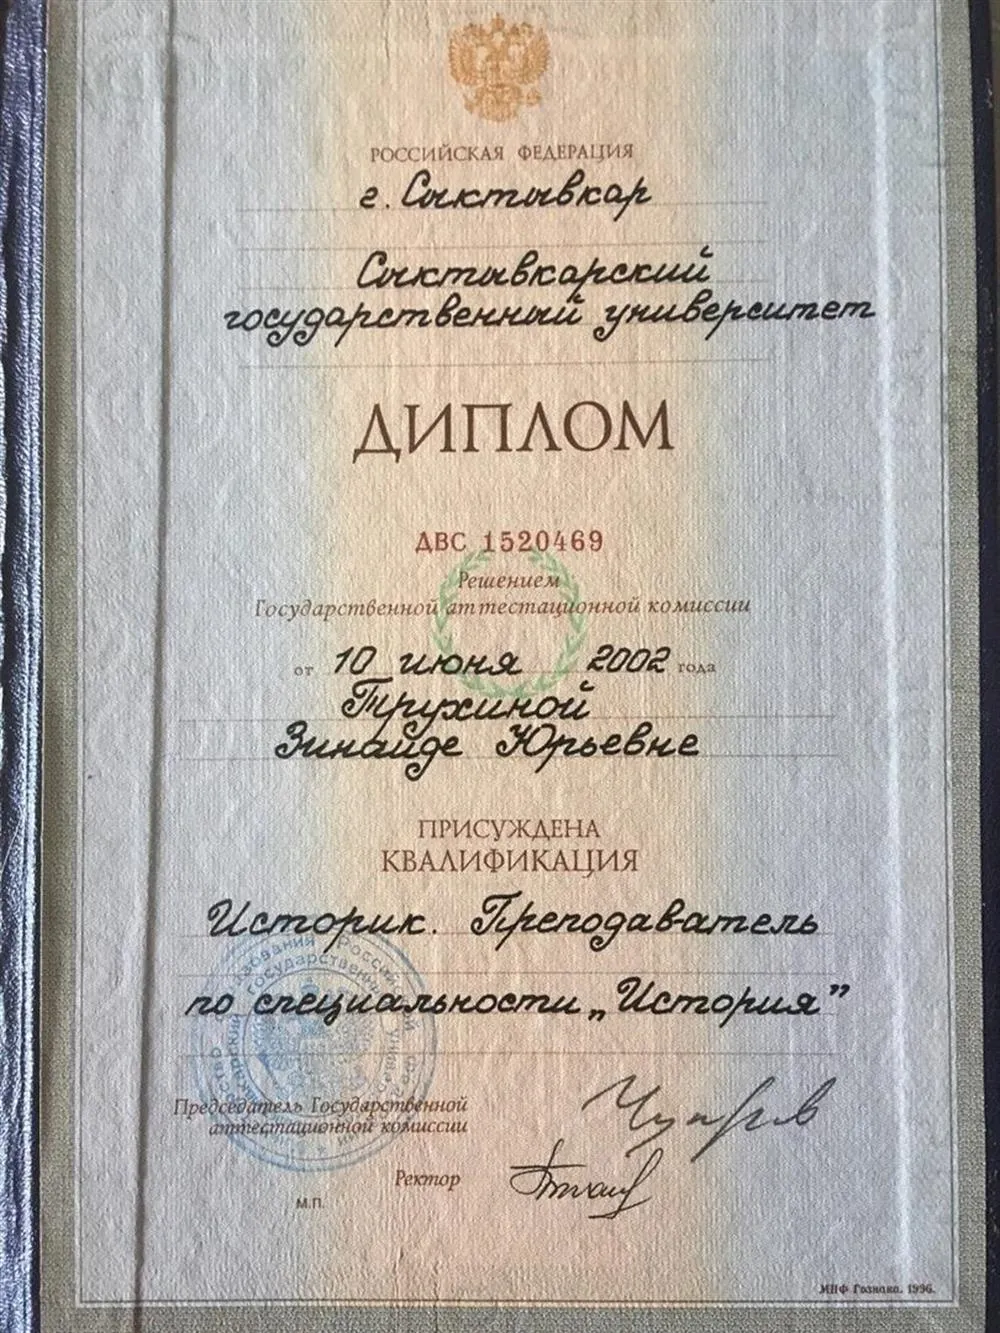 РОССИЙСКАЯ ФЕДЕРАЦИЯ
г. Сыктывкар
Сыктывкарский
государственный университет
ДИПЛОМ
ДВС 1520469
Решением
Государственной аттестационной комиссии
от 10 июня 2002 года
Трухиной
Зинаиде Юрьевне
ПРИСУЖДЕНА
КВАЛИФИКАЦИЯ
Историк. Преподаватель
по специальности „История”
Председатель Государственной
аттестационной комиссии
Ректор
М.П.
МПФ Гознака. 1996.